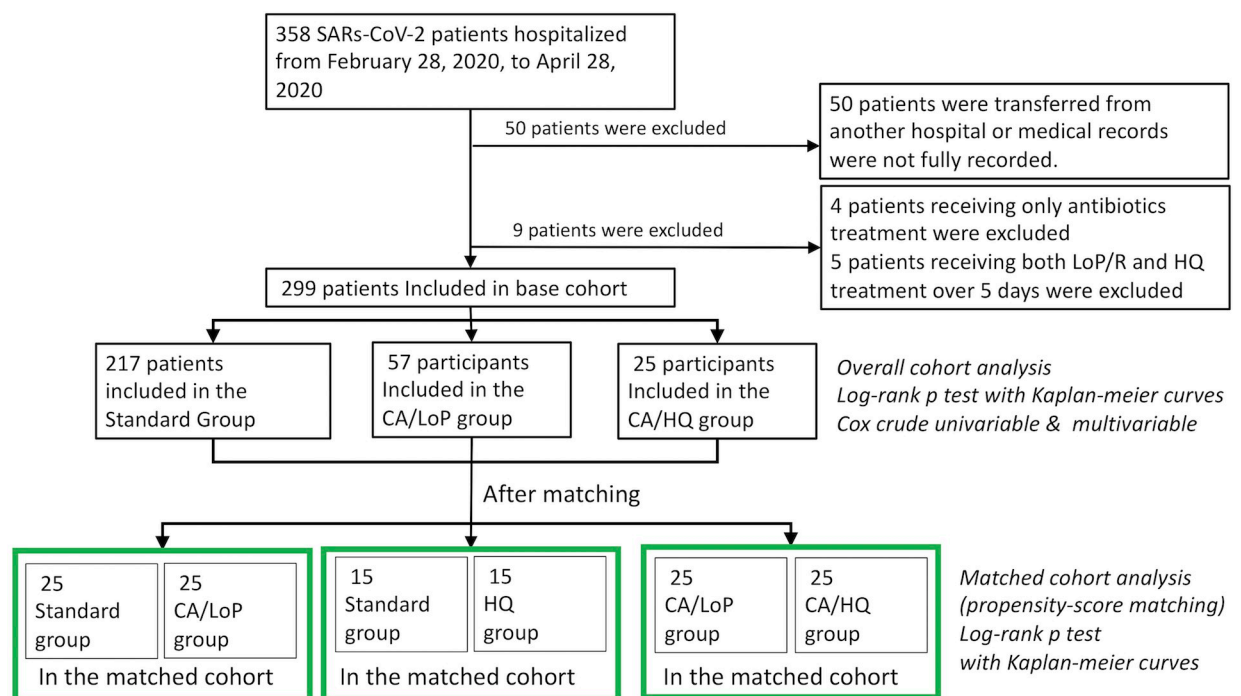 358 SARs-CoV-2 patients hospitalized
from February 28, 2020, to April 28,
2020
50 patients were excluded
50 patients were transferred from
another hospital or medical records
were not fully recorded.
9 patients were excluded
4 patients receiving only antibiotics
treatment were excluded
5 patients receiving both LoP/R and HQ
treatment over 5 days were excluded
299 patients Included in base cohort
217 patients
included in the
Standard Group
57 participants
Included in the
CA/LoP group
25 participants
Included in the
CA/HQ group
Overall cohort analysis
Log-rank p test with Kaplan-meier curves
Cox crude univariable & multivariable
After matching
25
Standard
group
25
CA/LoP
group
In the matched cohort
15
Standard
group
15
HQ
group
In the matched cohort
25
CA/LoP
group
25
CA/HQ
group
In the matched cohort
Matched cohort analysis
(propensity-score matching)
Log-rank p test
with Kaplan-meier curves